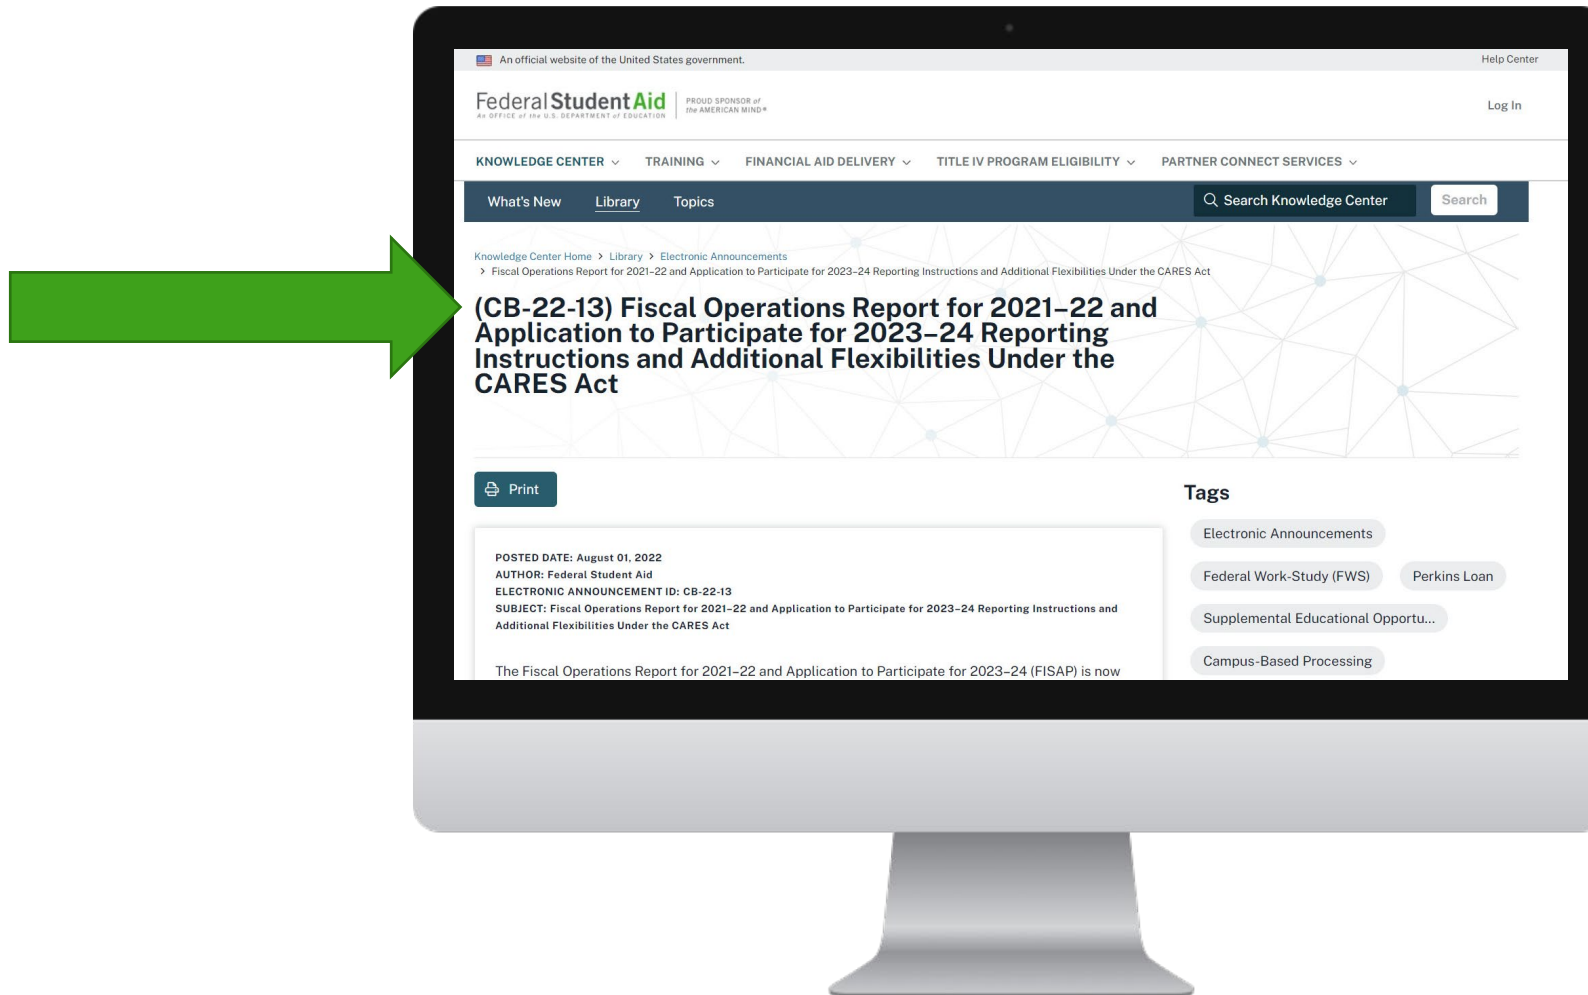 An official website of the United States government.
Help Center
Federal Student Aid
An OFFICE of the U.S. DEPARTMENT of EDUCATION
PROUD SPONSOR of
the AMERICAN MIND®
Log In
KNOWLEDGE CENTER
TRAINING
FINANCIAL AID DELIVERY
TITLE IV PROGRAM ELIGIBILITY
PARTNER CONNECT SERVICES
What's New
Library
Topics
Search Knowledge Center
Search
Knowledge Center Home > Library > Electronic Announcements
> Fiscal Operations Report for 2021–22 and Application to Participate for 2023–24 Reporting Instructions and Additional Flexibilities Under the CARES Act
(CB-22-13) Fiscal Operations Report for 2021–22 and
Application to Participate for 2023–24 Reporting
Instructions and Additional Flexibilities Under the
CARES Act
Print
POSTED DATE: August 01, 2022
AUTHOR: Federal Student Aid
ELECTRONIC ANNOUNCEMENT ID: CB-22-13
SUBJECT: Fiscal Operations Report for 2021–22 and Application to Participate for 2023–24 Reporting Instructions and
Additional Flexibilities Under the CARES Act
The Fiscal Operations Report for 2021–22 and Application to Participate for 2023–24 (FISAP) is now
Tags
Electronic Announcements
Federal Work-Study (FWS)
Perkins Loan
Supplemental Educational Opportu...
Campus-Based Processing